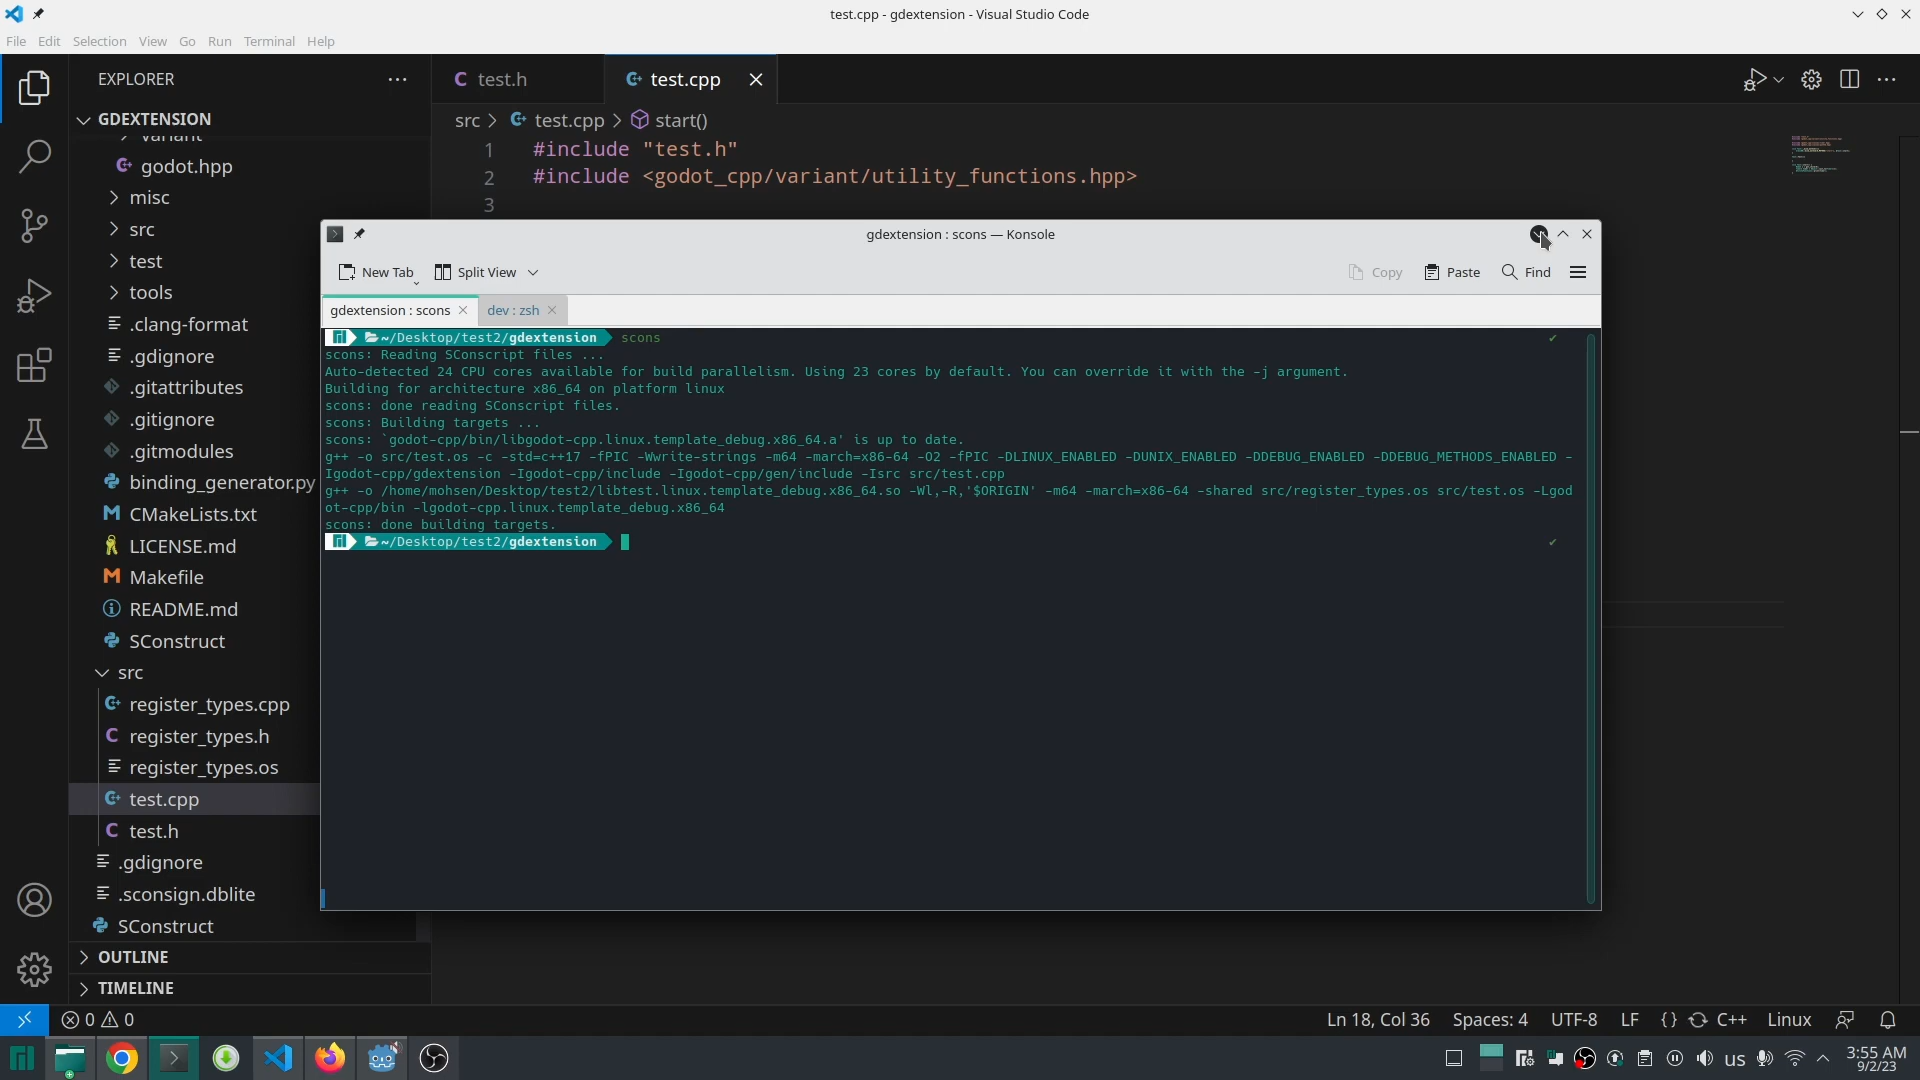 test.cpp - gdextension - Visual Studio Code
File Edit Selection View Go Run Terminal Help
EXPLORER
GDEXTENSION
variant
godot.hpp
misc
src
test
tools
.clang-format
.gdignore
.gitattributes
.gitignore
.gitmodules
binding_generator.py
CMakeLists.txt
LICENSE.md
Makefile
README.md
SConstruct
src
register_types.cpp
register_types.h
register_types.os
test.cpp
test.h
.gdignore
.sconsign.dblite
SConstruct
OUTLINE
TIMELINE
test.h test.cpp
src > test.cpp > start()
1 #include "test.h"
2 #include <godot_cpp/variant/utility_functions.hpp>
3
gdextension : scons — Konsole
New Tab Split View Copy Paste Find
gdextension : scons dev : zsh
~/Desktop/test2/gdextension scons
scons: Reading SConscript files ...
Auto-detected 24 CPU cores available for build parallelism. Using 23 cores by default. You can override it with the -j argument.
Building for architecture x86_64 on platform linux
scons: done reading SConscript files.
scons: Building targets ...
scons: `godot-cpp/bin/libgodot-cpp.linux.template_debug.x86_64.a' is up to date.
g++ -o src/test.os -c -std=c++17 -fPIC -Wwrite-strings -m64 -march=x86-64 -O2 -fPIC -DLINUX_ENABLED -DUNIX_ENABLED -DDEBUG_ENABLED -DDEBUG_METHODS_ENABLED -
Igodot-cpp/gdextension -Igodot-cpp/include -Igodot-cpp/gen/include -Isrc src/test.cpp
g++ -o /home/mohsen/Desktop/test2/libtest.linux.template_debug.x86_64.so -Wl,-R,'$ORIGIN' -m64 -march=x86-64 -shared src/register_types.os src/test.os -Lgod
ot-cpp/bin -lgodot-cpp.linux.template_debug.x86_64
scons: done building targets.
~/Desktop/test2/gdextension
0 0 Ln 18, Col 36 Spaces: 4 UTF-8 LF {} C++ Linux
us 3:55 AM
9/2/23